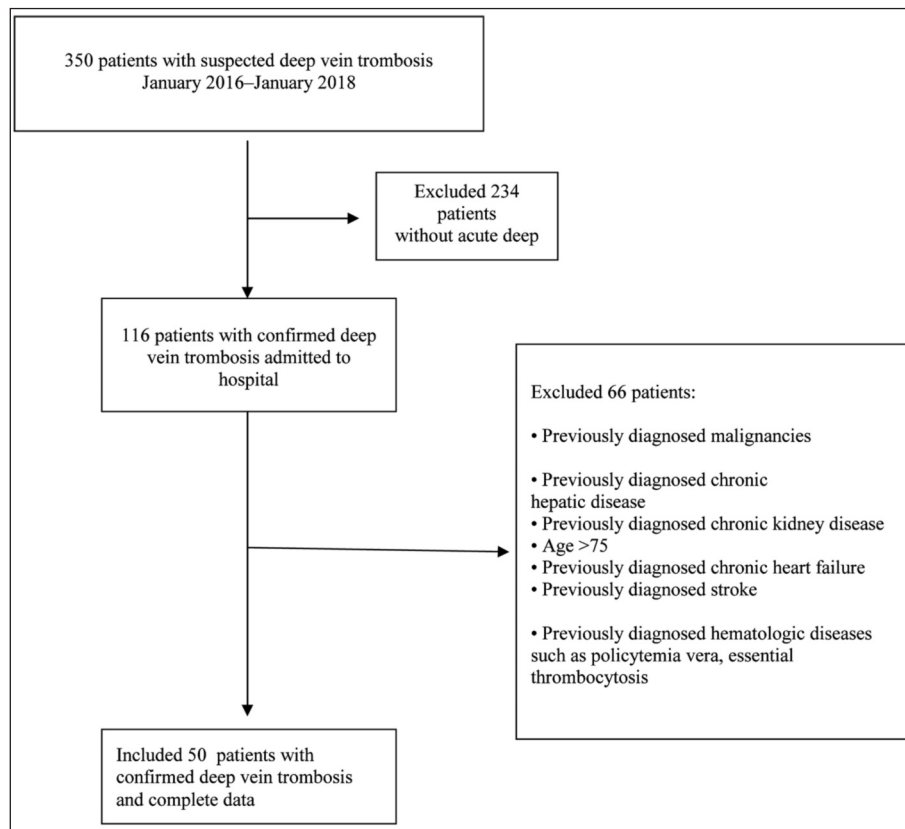 350 patients with suspected deep vein trombosis
January 2016–January 2018
Excluded 234
patients
without acute deep
116 patients with confirmed deep
vein trombosis admitted to
hospital
Excluded 66 patients:
• Previously diagnosed malignancies
• Previously diagnosed chronic
hepatic disease
• Previously diagnosed chronic kidney disease
• Age >75
• Previously diagnosed chronic heart failure
• Previously diagnosed stroke
• Previously diagnosed hematologic diseases
such as policytemia vera, essential
thrombocytosis
Included 50 patients with
confirmed deep vein trombosis
and complete data